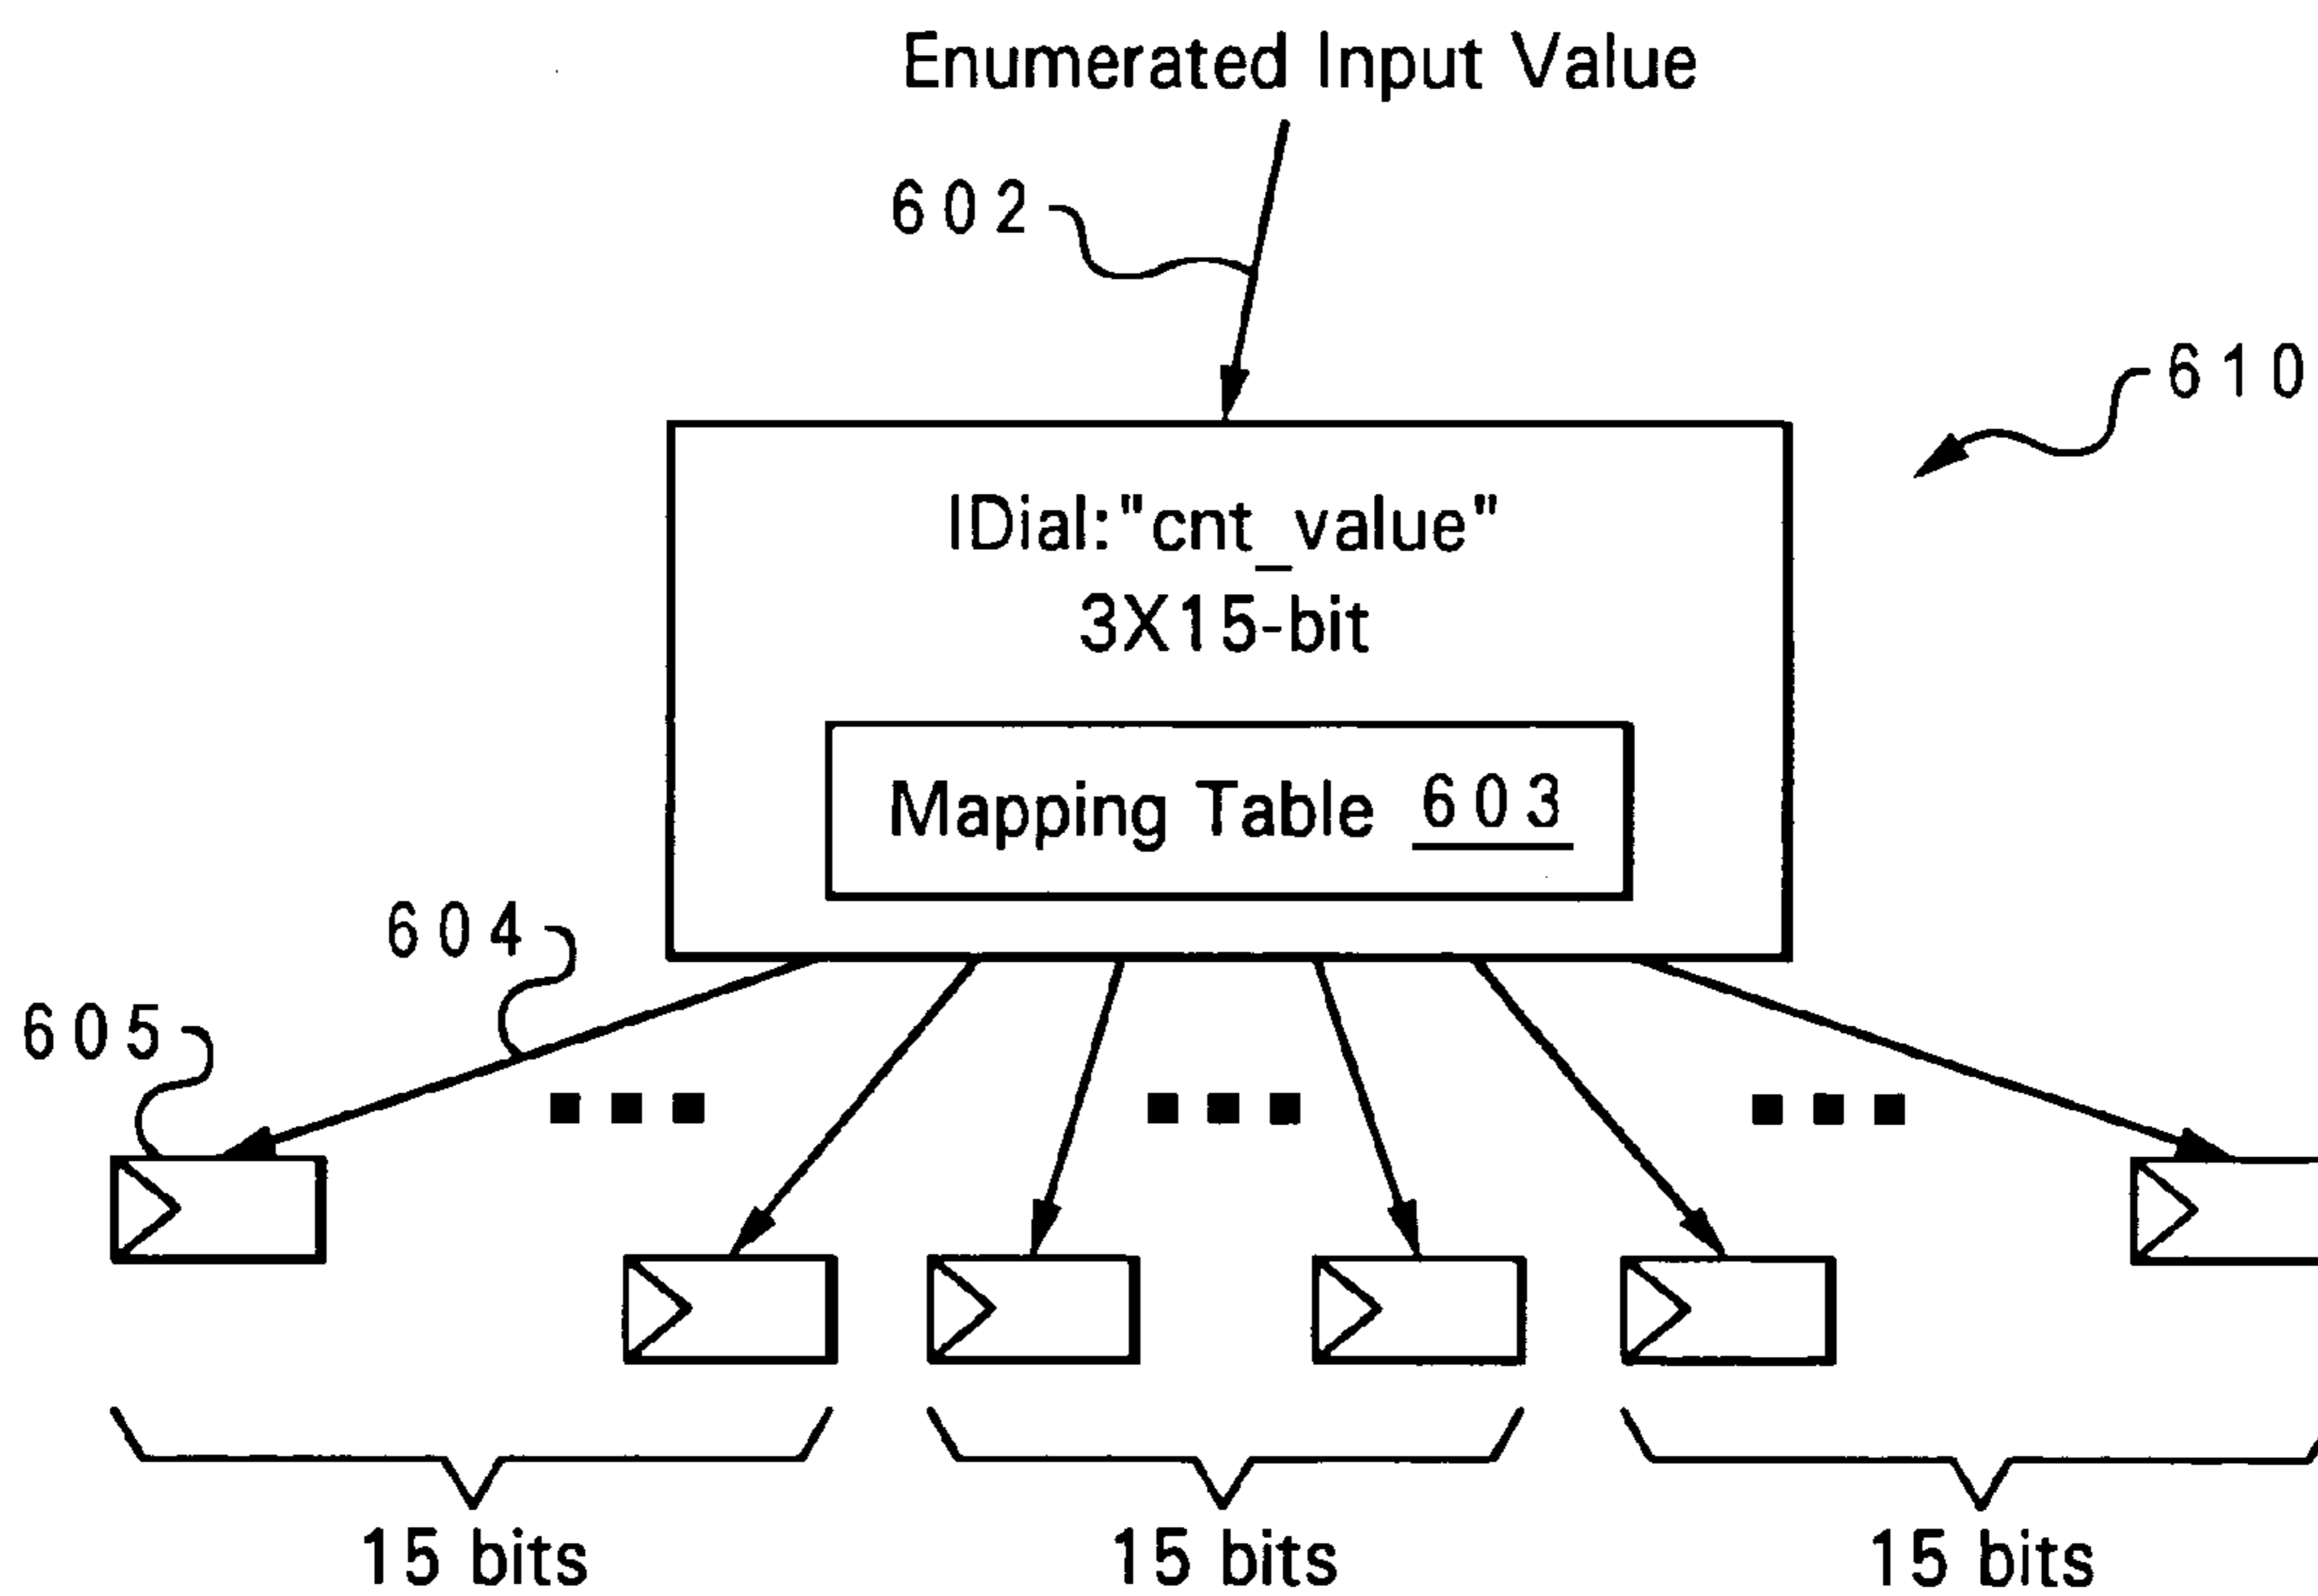 Enumerated Input Value
602
610
IDial:"cnt_value"
3X15-bit
Mapping Table 603
604
605
15 bits
15 bits
15 bits